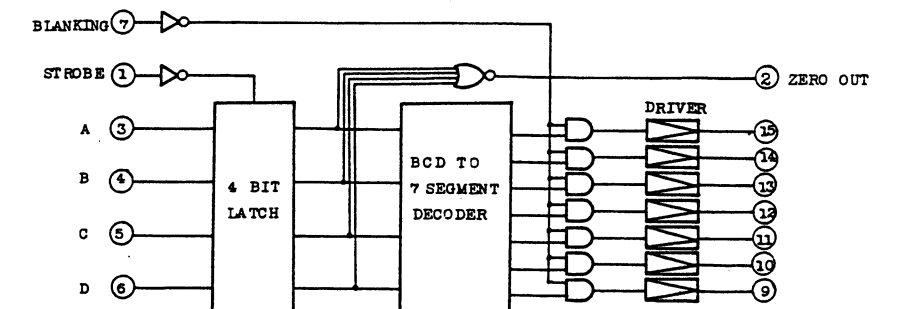 BLANKING 7
STROBE 1
2 ZERO OUT
DRIVER
A 3
15
14
B 4
4 BIT
LATCH
BCD TO
7 SEGMENT
DECODER
13
12
C 5
11
10
D 6
9